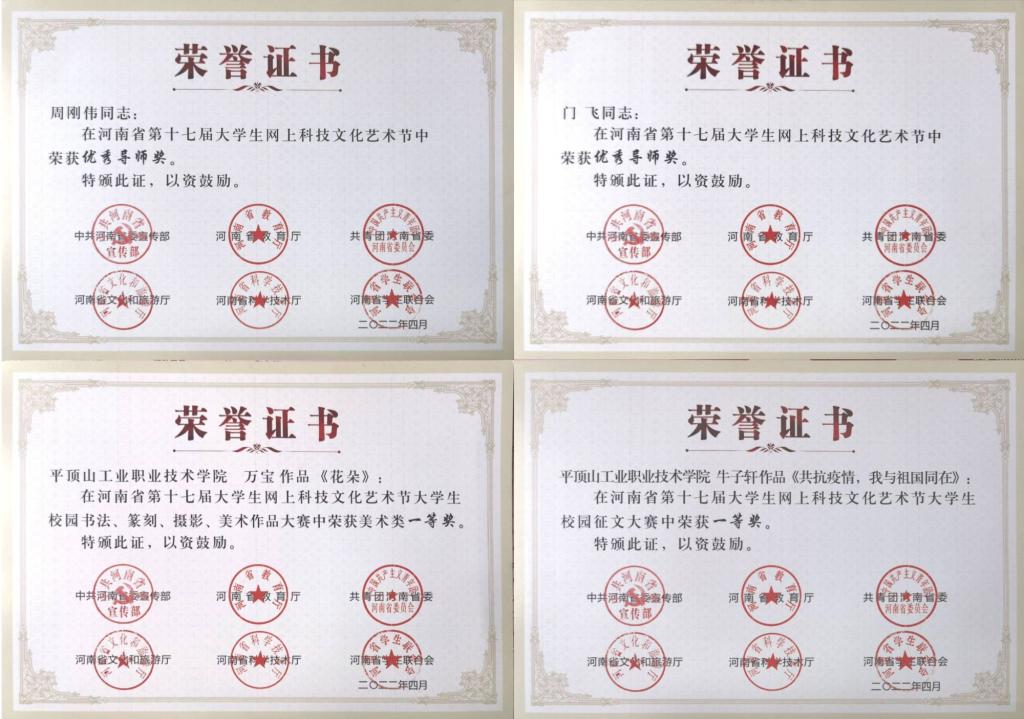 荣誉证书
周刚伟同志：
在河南省第十七届大学生网上科技文化艺术节中
荣获优秀导师奖。
特颁此证，以资鼓励。
中共河南省委宣传部
河南省教育厅
共青团河南省委
河南省文化和旅游厅
河南省科学技术厅
河南省学生联合会
二〇二二年四月
荣誉证书
门 飞同志：
在河南省第十七届大学生网上科技文化艺术节中
荣获优秀导师奖。
特颁此证，以资鼓励。
中共河南省委宣传部
河南省教育厅
共青团河南省委
河南省文化和旅游厅
河南省科学技术厅
河南省学生联合会
二〇二二年四月
荣誉证书
平顶山工业职业技术学院 万宝 作品《花朵》：
在河南省第十七届大学生网上科技文化艺术节大学生
校园书法、篆刻、摄影、美术作品大赛中荣获美术类一等奖。
特颁此证，以资鼓励。
中共河南省委宣传部
河南省教育厅
共青团河南省委
河南省文化和旅游厅
河南省科学技术厅
河南省学生联合会
二〇二二年四月
荣誉证书
平顶山工业职业技术学院 牛子轩作品《共抗疫情，我与祖国同在》：
在河南省第十七届大学生网上科技文化艺术节大学生
校园征文大赛中荣获一等奖。
特颁此证，以资鼓励。
中共河南省委宣传部
河南省教育厅
共青团河南省委
河南省文化和旅游厅
河南省科学技术厅
河南省学生联合会
二〇二二年四月